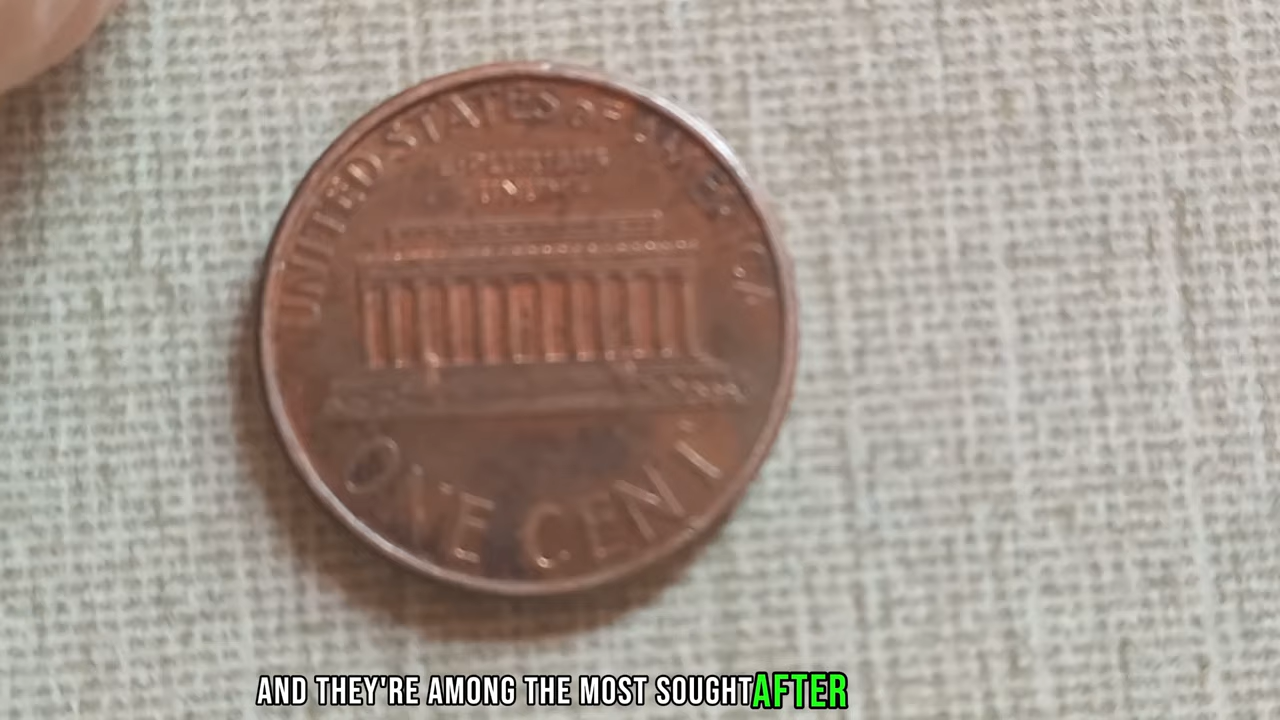 UNITED STATES OF AMERICA
ONE CENT
AND THEY'RE AMONG THE MOST SOUGHTAFTER